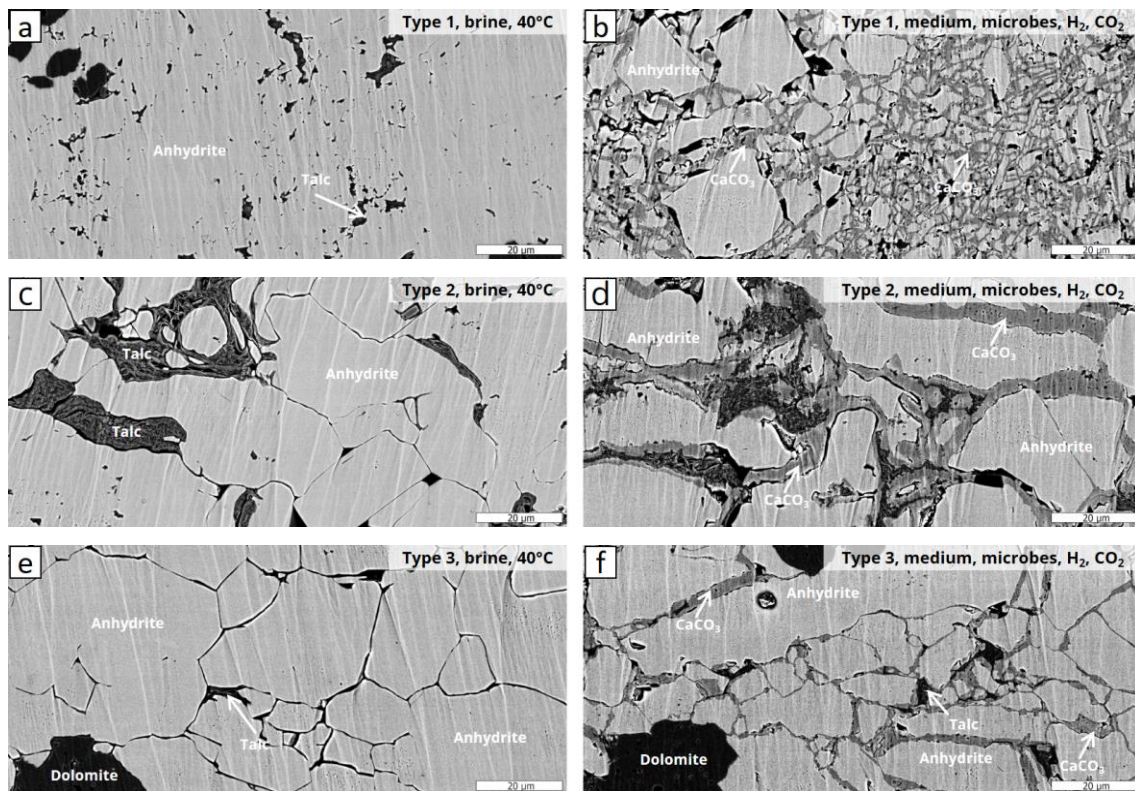 a
Type 1, brine, 40°C
Anhydrite
Talc
20 µm
b
Type 1, medium, microbes, H₂, CO₂
Anhydrite
CaCO₃
CaCO₃
20 µm
c
Type 2, brine, 40°C
Talc
Anhydrite
Talc
20 µm
d
Type 2, medium, microbes, H₂, CO₂
Anhydrite
CaCO₃
Anhydrite
CaCO₃
20 µm
e
Type 3, brine, 40°C
Anhydrite
Talc
Anhydrite
Dolomite
20 µm
f
Type 3, medium, microbes, H₂, CO₂
Anhydrite
CaCO₃
Talc
Dolomite
Anhydrite
CaCO₃
20 µm